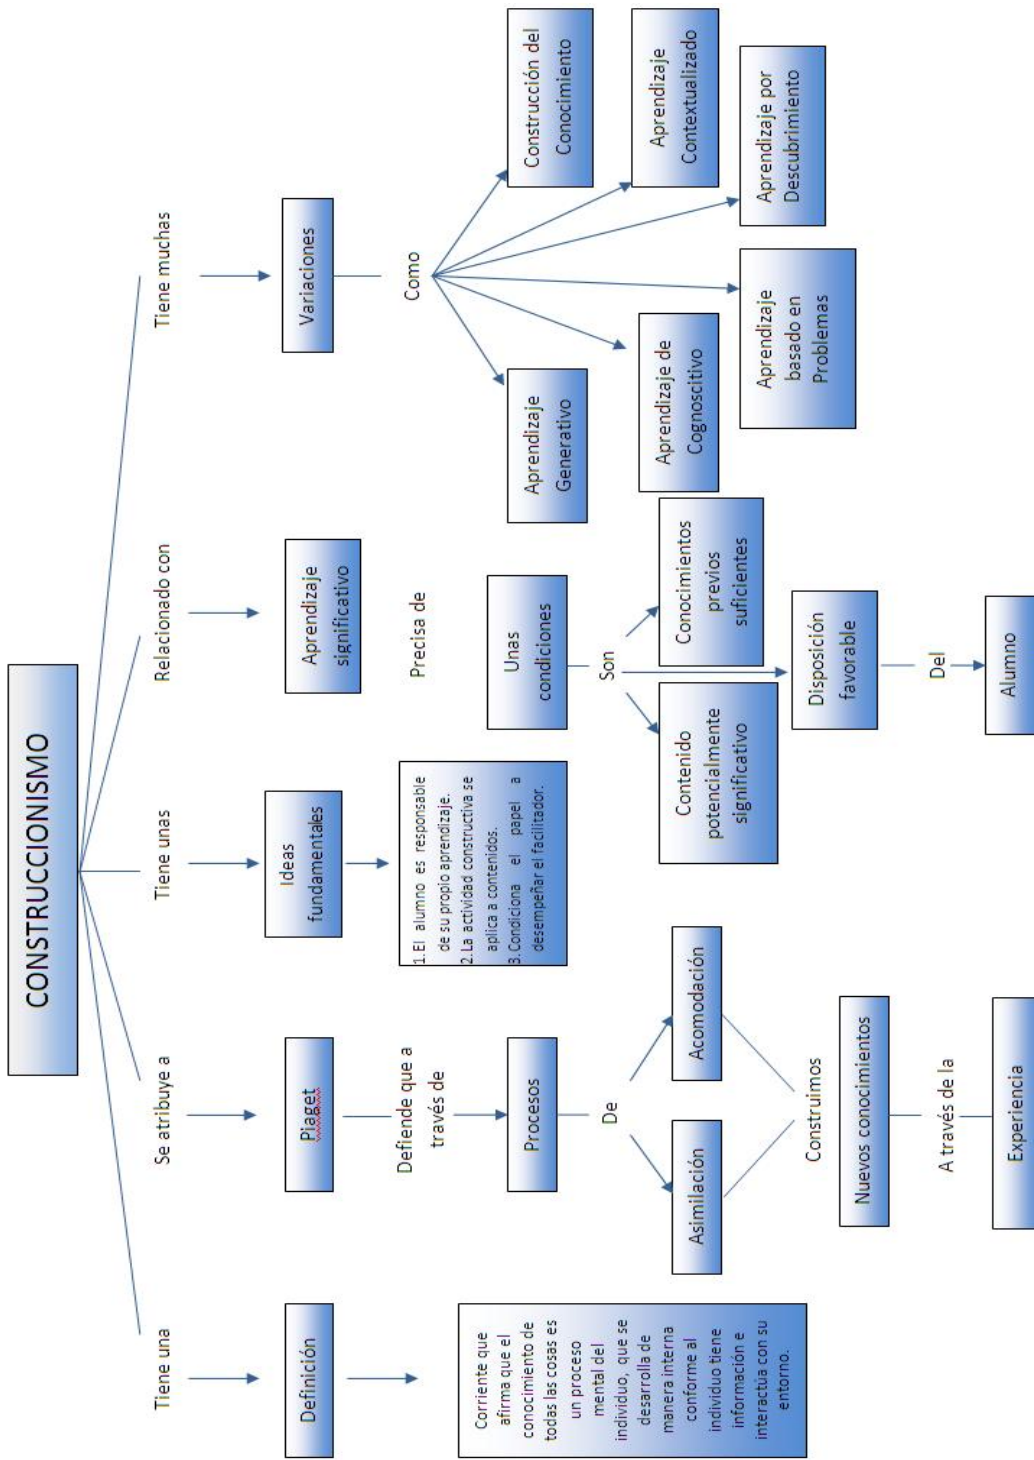 CONSTRUCCIONISMO
Tiene una
Definición
Corriente que
afirma que el
conocimiento de
todas las cosas es
un proceso
mental del
individuo, que se
desarrolla de
manera interna
conforme al
individuo tiene
información e
interactúa con su
entorno.
Se atribuye a
Piaget
Defiende que a
través de
Procesos
De
Asimilación
Acomodación
Construimos
Nuevos conocimientos
A través de la
Experiencia
Tiene unas
Ideas
fundamentales
1.El alumno es responsable
de su propio aprendizaje.
2.La actividad constructiva se
aplica a contenidos.
3.Condiciona el papel a
desempeñar el facilitador.
Relacionado con
Aprendizaje
significativo
Precisa de
Unas
condiciones
Son
Contenido
potencialmente
significativo
Conocimientos
previos
suficientes
Disposición
favorable
Del
Alumno
Tiene muchas
Variaciones
Como
Aprendizaje
Generativo
Aprendizaje de
Cognoscitivo
Aprendizaje
basado en
Problemas
Aprendizaje por
Descubrimiento
Aprendizaje
Contextualizado
Construcción del
Conocimiento